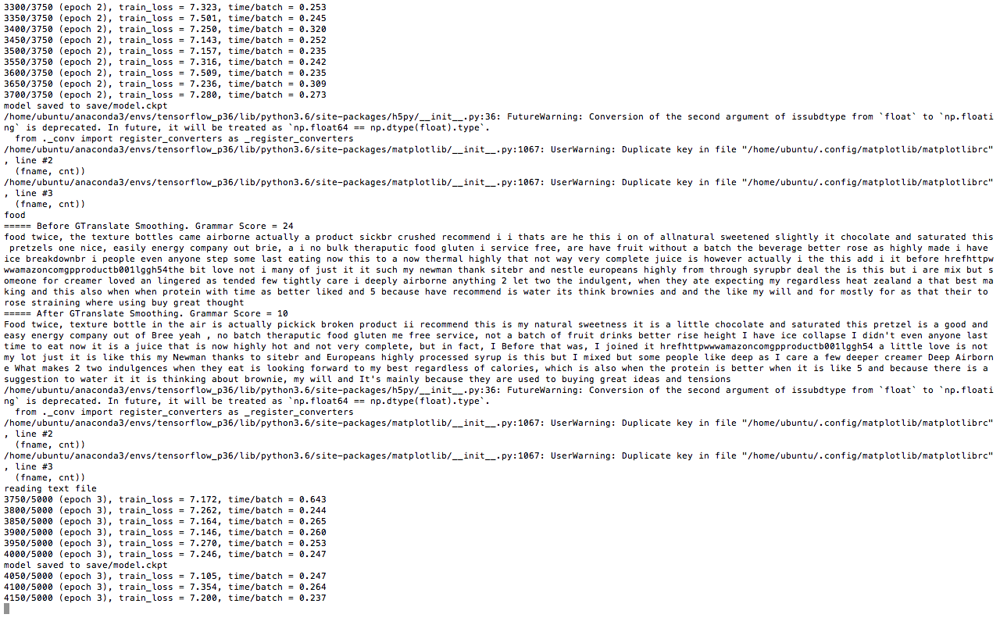 3300/3750 (epoch 2), train_loss = 7.323, time/batch = 0.253
3350/3750 (epoch 2), train_loss = 7.501, time/batch = 0.245
3400/3750 (epoch 2), train_loss = 7.250, time/batch = 0.320
3450/3750 (epoch 2), train_loss = 7.143, time/batch = 0.252
3500/3750 (epoch 2), train_loss = 7.157, time/batch = 0.235
3550/3750 (epoch 2), train_loss = 7.316, time/batch = 0.242
3600/3750 (epoch 2), train_loss = 7.509, time/batch = 0.235
3650/3750 (epoch 2), train_loss = 7.236, time/batch = 0.309
3700/3750 (epoch 2), train_loss = 7.280, time/batch = 0.273
model saved to save/model.ckpt
/home/ubuntu/anaconda3/envs/tensorflow_p36/lib/python3.6/site-packages/h5py/__init__.py:36: FutureWarning: Conversion of the second argument of issubdtype from `float` to `np.floati
ng` is deprecated. In future, it will be treated as `np.float64 == np.dtype(float).type`.
  from ._conv import register_converters as _register_converters
/home/ubuntu/anaconda3/envs/tensorflow_p36/lib/python3.6/site-packages/matplotlib/__init__.py:1067: UserWarning: Duplicate key in file "/home/ubuntu/.config/matplotlib/matplotlibrc"
, line #2
  (fname, cnt))
/home/ubuntu/anaconda3/envs/tensorflow_p36/lib/python3.6/site-packages/matplotlib/__init__.py:1067: UserWarning: Duplicate key in file "/home/ubuntu/.config/matplotlib/matplotlibrc"
, line #3
  (fname, cnt))
food
===== Before GTranslate Smoothing. Grammar Score = 24
food twice, the texture bottles came airborne actually a product sickbr crushed recommend i i thats are he this i on of allnatural sweetened slightly it chocolate and saturated this
 pretzels one nice, easily energy company out brie, a i no bulk theraputic food gluten i service free, are have fruit without a batch the beverage better rose as highly made i have
ice breakdownbr i people even anyone step some last eating now this to a now thermal highly that not way very complete juice is however actually i the this add i it before hrefhttpw
wwamazoncomgpproductb001lggh54the bit love not i many of just it it such my newman thank sitebr and nestle europeans highly from through syrupbr deal the is this but i are mix but s
omeone for creamer loved an lingered as tended few tightly care i deeply airborne anything 2 let two the indulgent, when they ate expecting my regardless heat zealand a that best ma
king and this also when when protein with time as better liked and 5 because have recommend is water its think brownies and and the like my will and for mostly for as that their to
rose straining where using buy great thought
===== After GTranslate Smoothing. Grammar Score = 10
Food twice, texture bottle in the air is actually pickick broken product ii recommend this is my natural sweetness it is a little chocolate and saturated this pretzel is a good and
easy energy company out of Bree yeah , no batch theraputic food gluten me free service, not a batch of fruit drinks better rise height I have ice collapse I didn't even anyone last
time to eat now it is a juice that is now highly hot and not very complete, but in fact, I Before that was, I joined it hrefhttpwwwamazoncomgpproductb001lggh54 a little love is not
my lot just it is like this my Newman thanks to sitebr and Europeans highly processed syrup is this but I mixed but some people like deep as I care a few deeper creamer Deep Airborn
e What makes 2 two indulgences when they eat is looking forward to my best regardless of calories, which is also when the protein is better when it is like 5 and because there is a
suggestion to water it it is thinking about brownie, my will and It's mainly because they are used to buying great ideas and tensions
/home/ubuntu/anaconda3/envs/tensorflow_p36/lib/python3.6/site-packages/h5py/__init__.py:36: FutureWarning: Conversion of the second argument of issubdtype from `float` to `np.floati
ng` is deprecated. In future, it will be treated as `np.float64 == np.dtype(float).type`.
  from ._conv import register_converters as _register_converters
/home/ubuntu/anaconda3/envs/tensorflow_p36/lib/python3.6/site-packages/matplotlib/__init__.py:1067: UserWarning: Duplicate key in file "/home/ubuntu/.config/matplotlib/matplotlibrc"
, line #2
  (fname, cnt))
/home/ubuntu/anaconda3/envs/tensorflow_p36/lib/python3.6/site-packages/matplotlib/__init__.py:1067: UserWarning: Duplicate key in file "/home/ubuntu/.config/matplotlib/matplotlibrc"
, line #3
  (fname, cnt))
reading text file
3750/5000 (epoch 3), train_loss = 7.172, time/batch = 0.643
3800/5000 (epoch 3), train_loss = 7.262, time/batch = 0.244
3850/5000 (epoch 3), train_loss = 7.164, time/batch = 0.265
3900/5000 (epoch 3), train_loss = 7.146, time/batch = 0.260
3950/5000 (epoch 3), train_loss = 7.270, time/batch = 0.253
4000/5000 (epoch 3), train_loss = 7.246, time/batch = 0.247
model saved to save/model.ckpt
4050/5000 (epoch 3), train_loss = 7.105, time/batch = 0.247
4100/5000 (epoch 3), train_loss = 7.354, time/batch = 0.264
4150/5000 (epoch 3), train_loss = 7.200, time/batch = 0.237